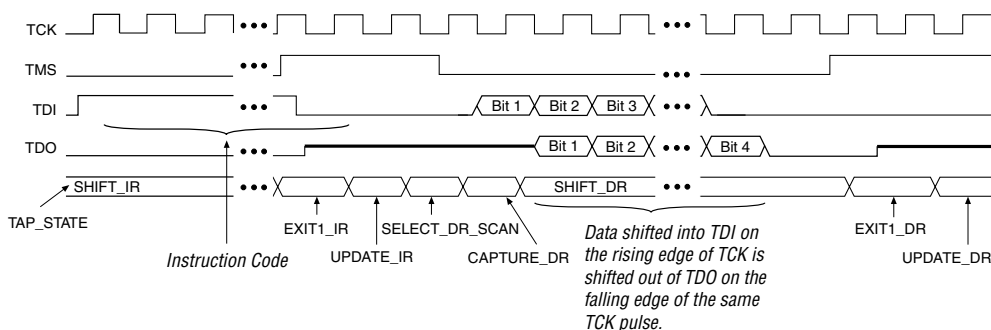 TCK
TMS
TDI
Bit 1 Bit 2 Bit 3
TDO
Bit 1 Bit 2 Bit 4
SHIFT_IR
SHIFT_DR
TAP_STATE
EXIT1_IR
SELECT_DR_SCAN
EXIT1_DR
Instruction Code
UPDATE_IR
CAPTURE_DR
UPDATE_DR
Data shifted into TDI on
the rising edge of TCK is
shifted out of TDO on the
falling edge of the same
TCK pulse.